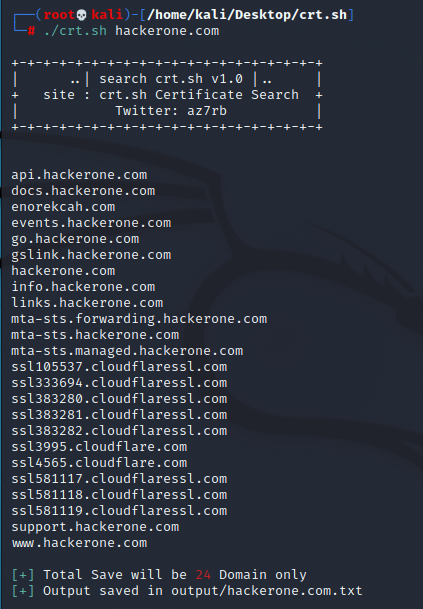 ┌──(root💀kali)-[/home/kali/Desktop/crt.sh]
└─# ./crt.sh hackerone.com
+-+-+-+-+-+-+-+-+-+-+-+-+-+-+-+-+-+-+-+
|      ..| search crt.sh v1.0 |..     |
+   site : crt.sh Certificate Search  +
|            Twitter: az7rb           |
+-+-+-+-+-+-+-+-+-+-+-+-+-+-+-+-+-+-+-+
api.hackerone.com
docs.hackerone.com
enorekcah.com
events.hackerone.com
go.hackerone.com
gslink.hackerone.com
hackerone.com
info.hackerone.com
links.hackerone.com
mta-sts.forwarding.hackerone.com
mta-sts.hackerone.com
mta-sts.managed.hackerone.com
ssl105537.cloudflaressl.com
ssl333694.cloudflaressl.com
ssl383280.cloudflaressl.com
ssl383281.cloudflaressl.com
ssl383282.cloudflaressl.com
ssl3995.cloudflare.com
ssl4565.cloudflare.com
ssl581117.cloudflaressl.com
ssl581118.cloudflaressl.com
ssl581119.cloudflaressl.com
support.hackerone.com
www.hackerone.com
[+] Total Save will be 24 Domain only
[+] Output saved in output/hackerone.com.txt